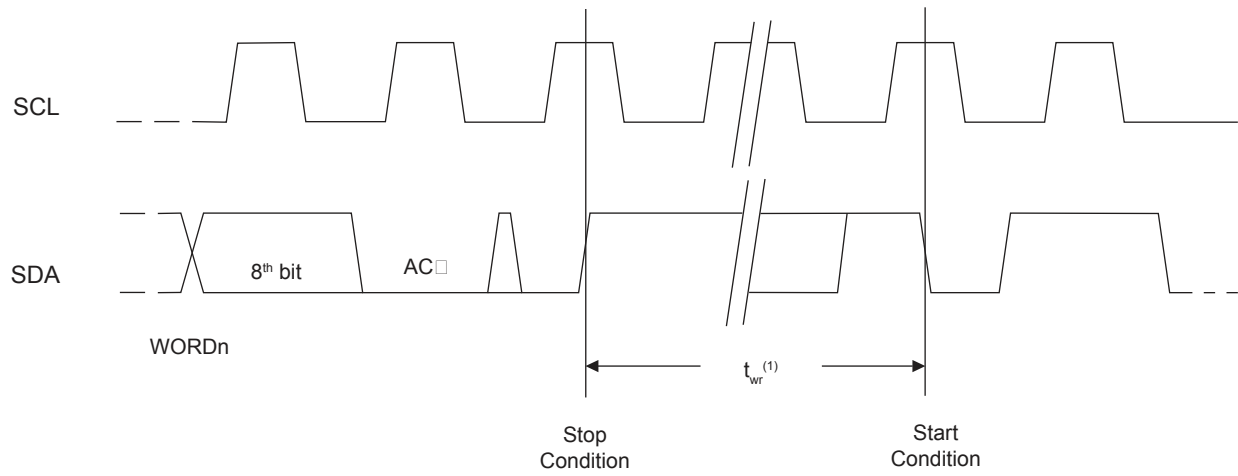 SCL
SDA
8th bit
AC□
WORDn
twr(1)
Stop
Condition
Start
Condition